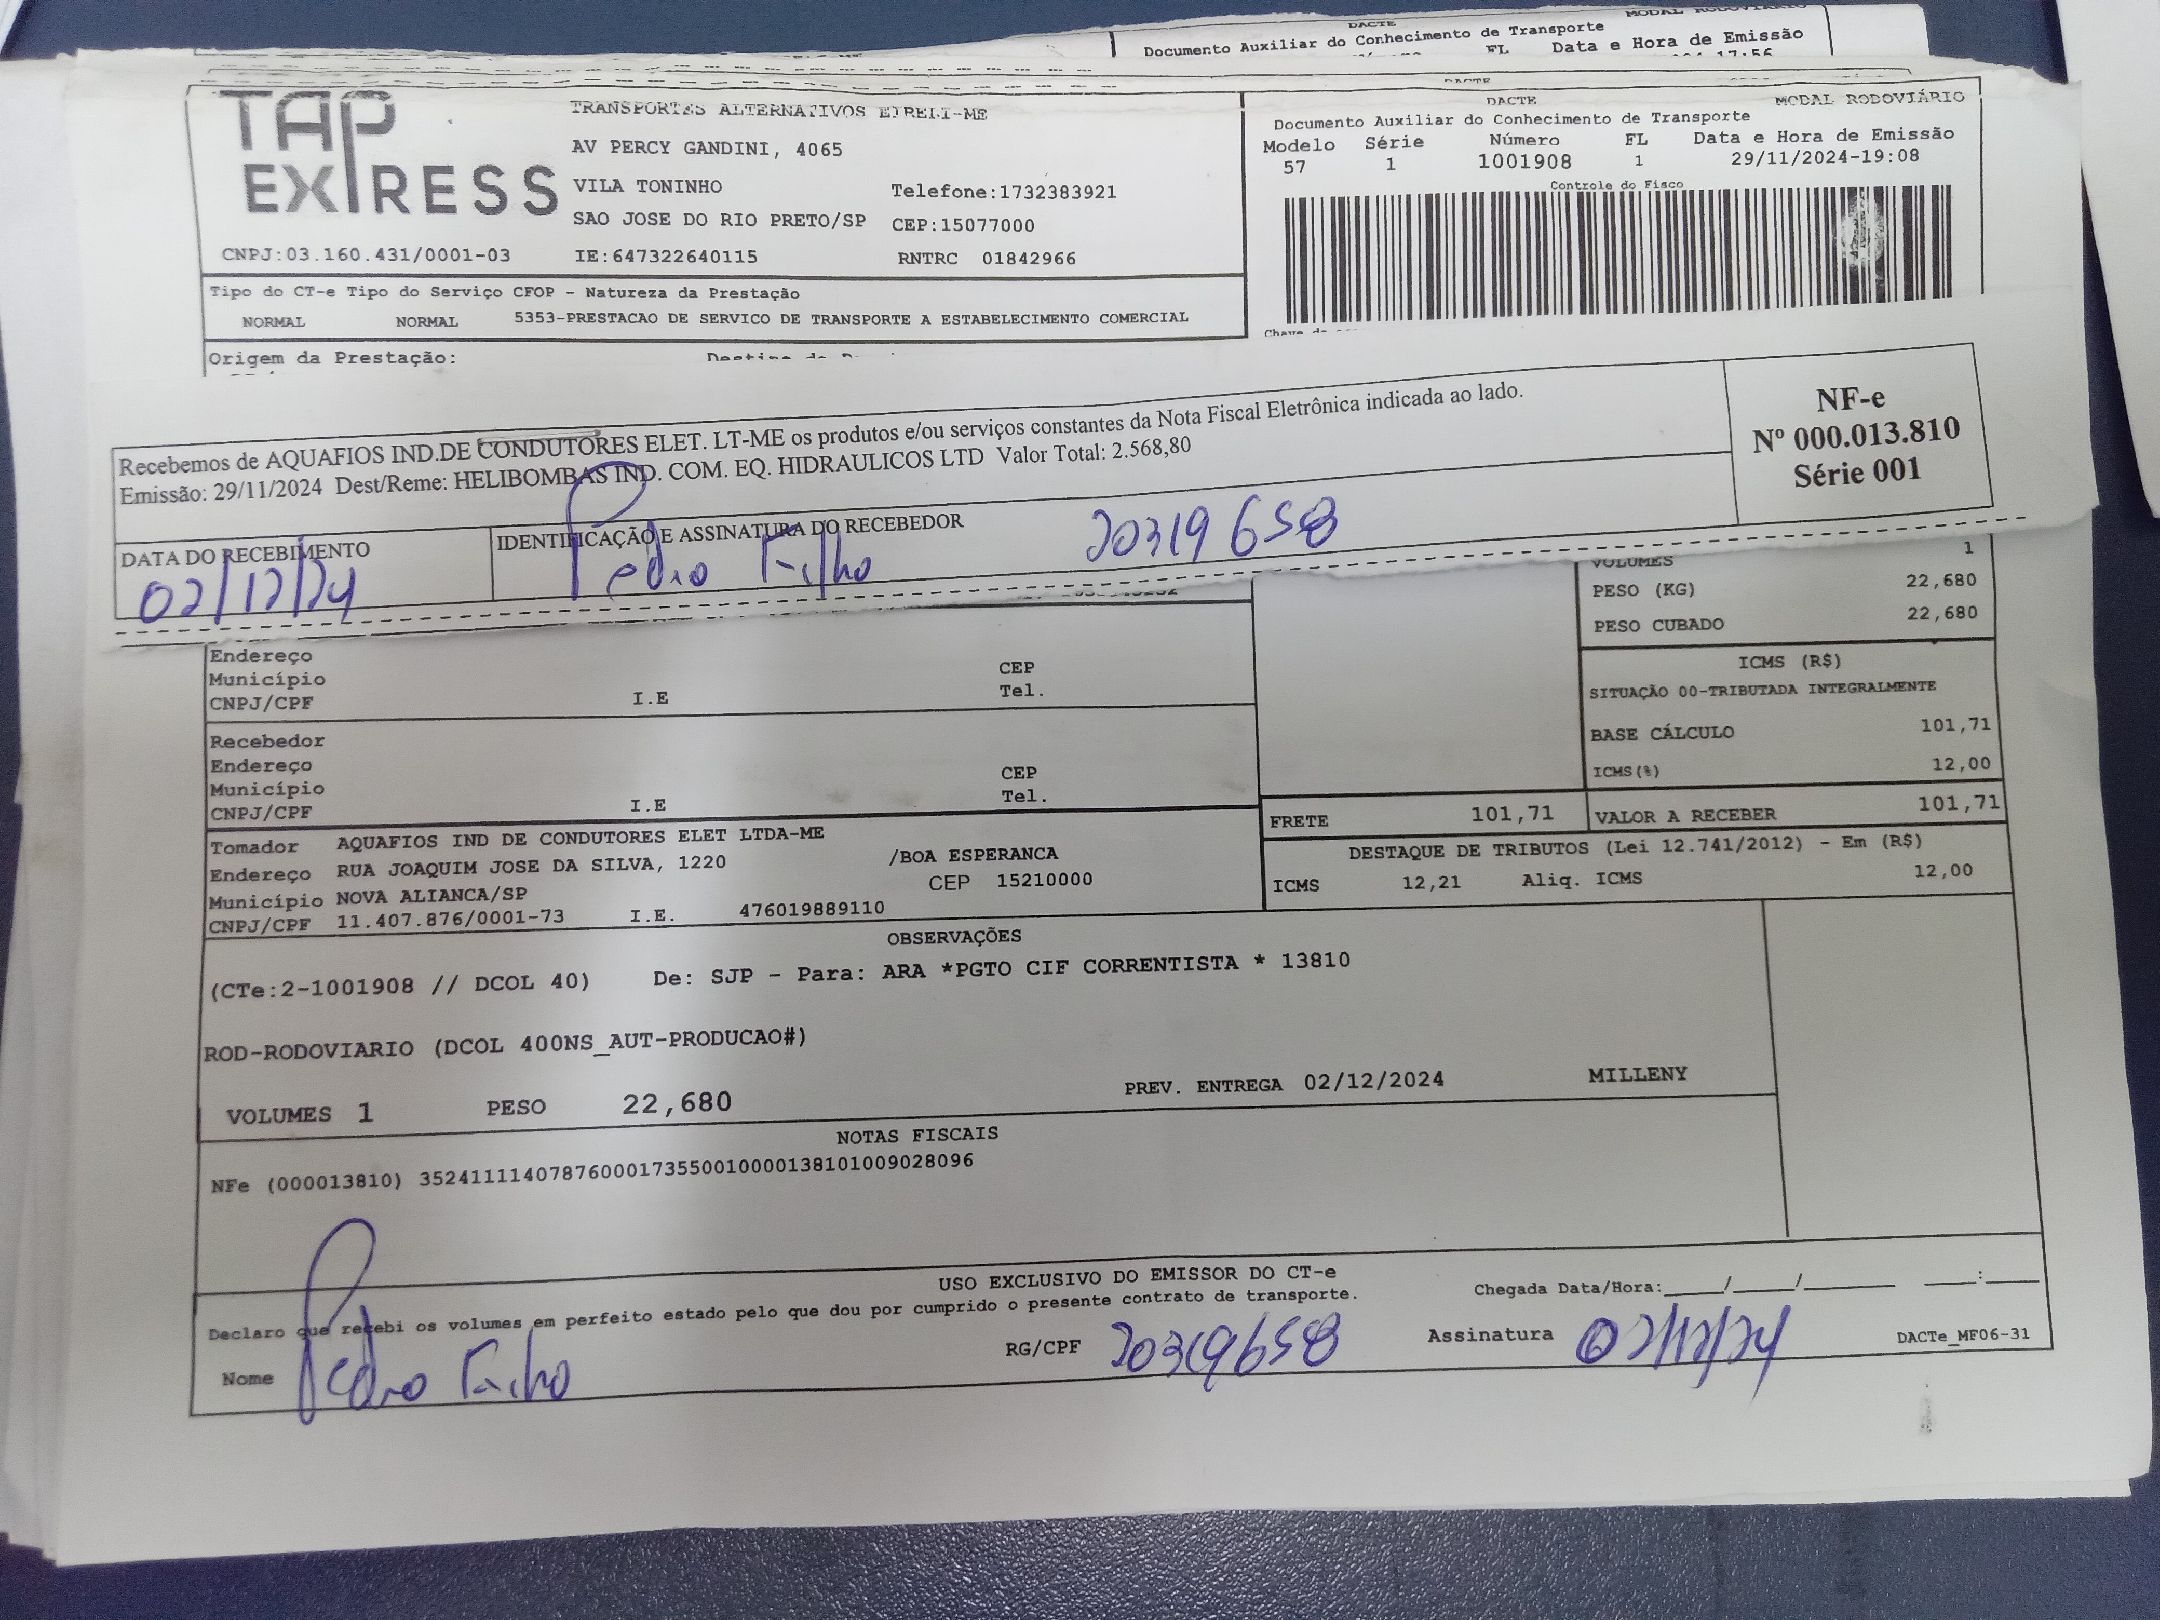 DACTE
MODAL RODOVIÁRIO
Documento Auxiliar do Conhecimento de Transporte
FL Data e Hora de Emissão
17:56
DACTE
TAP EXPRESS
TRANSPORTES ALTERNATIVOS EIRELI-ME
AV PERCY GANDINI, 4065
VILA TONINHO Telefone:1732383921
SAO JOSE DO RIO PRETO/SP CEP:15077000
CNPJ:03.160.431/0001-03 IE:647322640115 RNTRC 01842966
DACTE MODAL RODOVIÁRIO
Documento Auxiliar do Conhecimento de Transporte
Modelo Série Número FL Data e Hora de Emissão
57 1 1001908 1 29/11/2024-19:08
Controle do Fisco
Tipo do CT-e Tipo do Serviço CFOP - Natureza da Prestação
NORMAL NORMAL 5353-PRESTACAO DE SERVICO DE TRANSPORTE A ESTABELECIMENTO COMERCIAL
Origem da Prestação:
Recebemos de AQUAFIOS IND.DE CONDUTORES ELET. LT-ME os produtos e/ou serviços constantes da Nota Fiscal Eletrônica indicada ao lado.
Emissão: 29/11/2024 Dest/Reme: HELIBOMBAS IND. COM. EQ. HIDRAULICOS LTD Valor Total: 2.568,80
NF-e
Nº 000.013.810
Série 001
DATA DO RECEBIMENTO
02/12/24
IDENTIFICAÇÃO E ASSINATURA DO RECEBEDOR
Pedro Filho 20319658
VOLUMES 1
PESO (KG) 22,680
PESO CUBADO 22,680
Endereço
Município CEP
CNPJ/CPF I.E Tel.
ICMS (R$)
SITUAÇÃO 00-TRIBUTADA INTEGRALMENTE
BASE CÁLCULO 101,71
ICMS(%) 12,00
Recebedor
Endereço
Município CEP
CNPJ/CPF I.E Tel.
FRETE 101,71 VALOR A RECEBER 101,71
Tomador AQUAFIOS IND DE CONDUTORES ELET LTDA-ME
Endereço RUA JOAQUIM JOSE DA SILVA, 1220 /BOA ESPERANCA
Município NOVA ALIANCA/SP CEP 15210000
CNPJ/CPF 11.407.876/0001-73 I.E. 476019889110
DESTAQUE DE TRIBUTOS (Lei 12.741/2012) - Em (R$)
ICMS 12,21 Aliq. ICMS 12,00
OBSERVAÇÕES
(CTe:2-1001908 // DCOL 40) De: SJP - Para: ARA *PGTO CIF CORRENTISTA * 13810
ROD-RODOVIARIO (DCOL 400NS_AUT-PRODUCAO#)
VOLUMES 1 PESO 22,680 PREV. ENTREGA 02/12/2024 MILLENY
NOTAS FISCAIS
NFe (000013810) 35241111407876000173550010000138101009028096
USO EXCLUSIVO DO EMISSOR DO CT-e
Declaro que recebi os volumes em perfeito estado pelo que dou por cumprido o presente contrato de transporte.
Chegada Data/Hora:____/____/______ ____:____
Nome Pedro Filho RG/CPF 20319658 Assinatura 02/12/24 DACTe_MF06-31